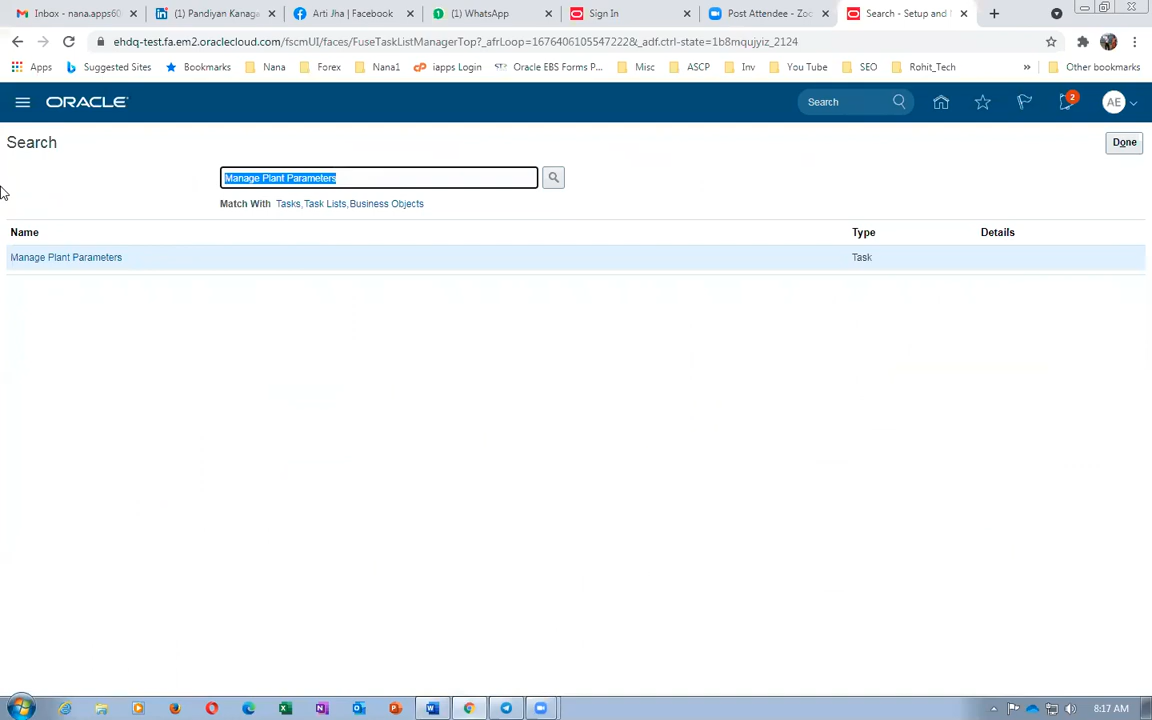 Inbox - nana.apps60
(1) Pandiyan Kanaga
Arti Jha | Facebook
(1) WhatsApp
Sign In
Post Attendee - Zoo
Search - Setup and
ehdq-test.fa.em2.oraclecloud.com/fscmUI/faces/FuseTaskListManagerTop?_afrLoop=1676406105547222&_adf.ctrl-state=1b8mqujyiz_2124
Apps Suggested Sites Bookmarks Nana Forex Nana1 iapps Login Oracle EBS Forms P... Misc ASCP Inv You Tube SEO Rohit_Tech » Other bookmarks
ORACLE Search 2 AE
Search Done
Manage Plant Parameters
Match With Tasks,Task Lists,Business Objects
Name Type Details
Manage Plant Parameters Task
8:17 AM